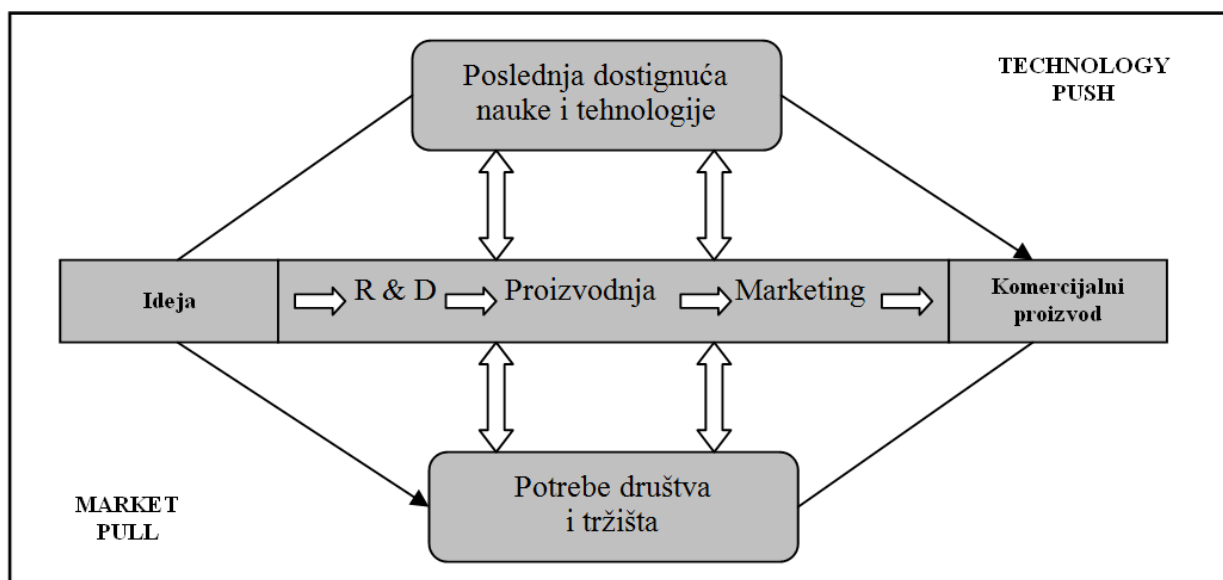 Poslednja dostignuća
nauke i tehnologije
TECHNOLOGY
PUSH
Ideja
R & D
Proizvodnja
Marketing
Komercijalni
proizvod
Potrebe društva
i tržišta
MARKET
PULL